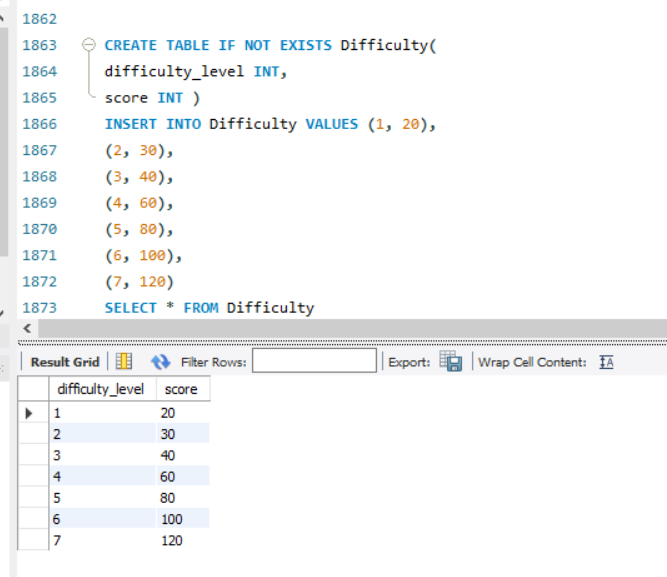 1862
1863 CREATE TABLE IF NOT EXISTS Difficulty(
1864 difficulty_level INT,
1865 score INT )
1866 INSERT INTO Difficulty VALUES (1, 20),
1867 (2, 30),
1868 (3, 40),
1869 (4, 60),
1870 (5, 80),
1871 (6, 100),
1872 (7, 120)
1873 SELECT * FROM Difficulty
Result Grid Filter Rows: Export: Wrap Cell Content:
difficulty_level score
1 20
2 30
3 40
4 60
5 80
6 100
7 120